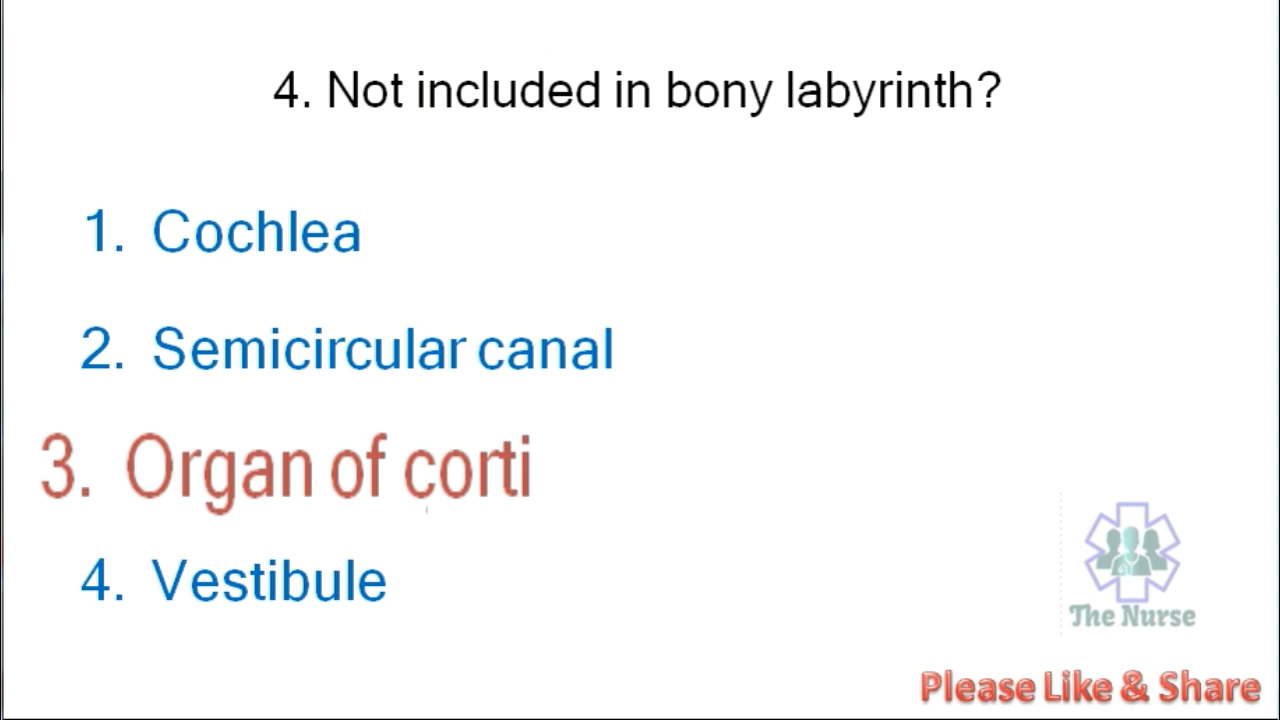 4. Not included in bony labyrinth?
1. Cochlea
2. Semicircular canal
3. Organ of corti
4. Vestibule
The Nurse
Please Like & Share